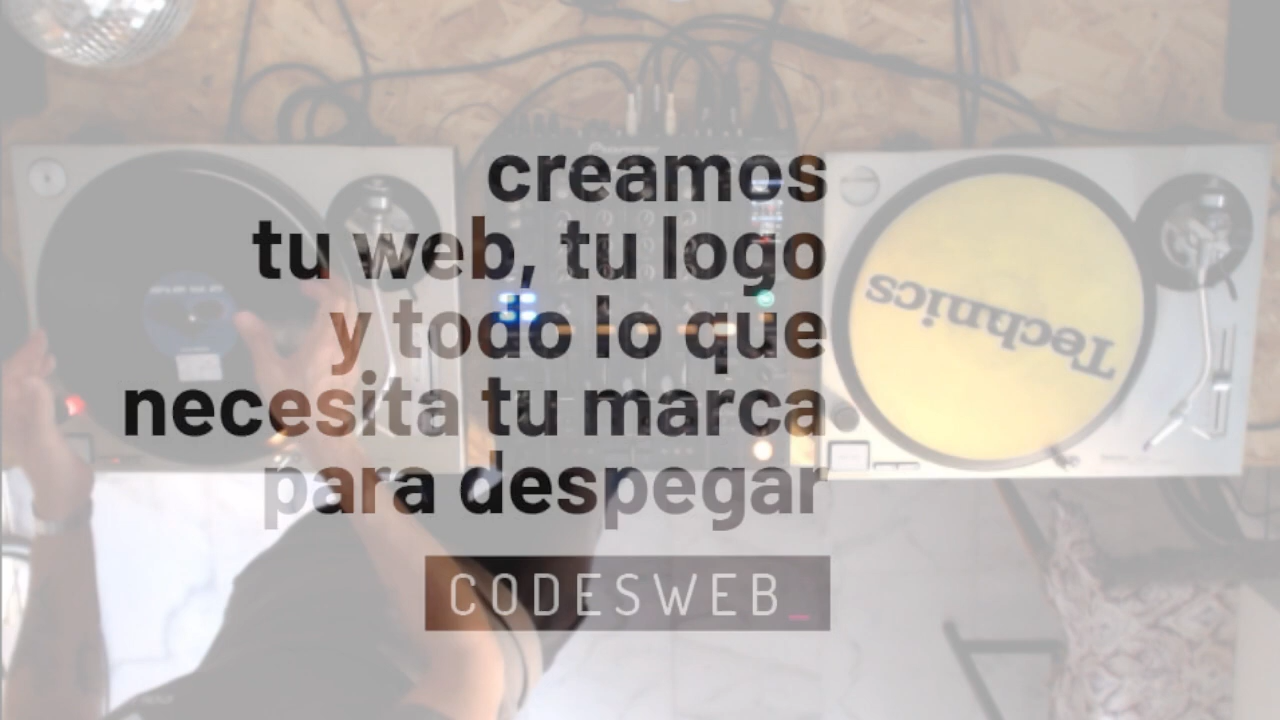 creamos
tu web, tu logo
y todo lo que
necesita tu marca
para despegar
CODESWEB_
Technics